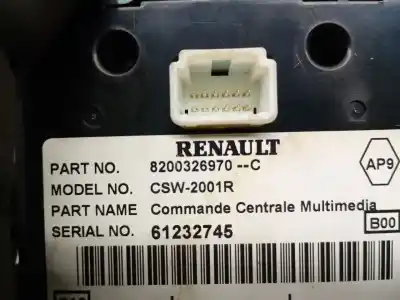 RENAULT
PART NO. 8200326970 --C
AP9
MODEL NO. CSW-2001R
PART NAME Commande Centrale Multimedia
SERIAL NO. 61232745
B00